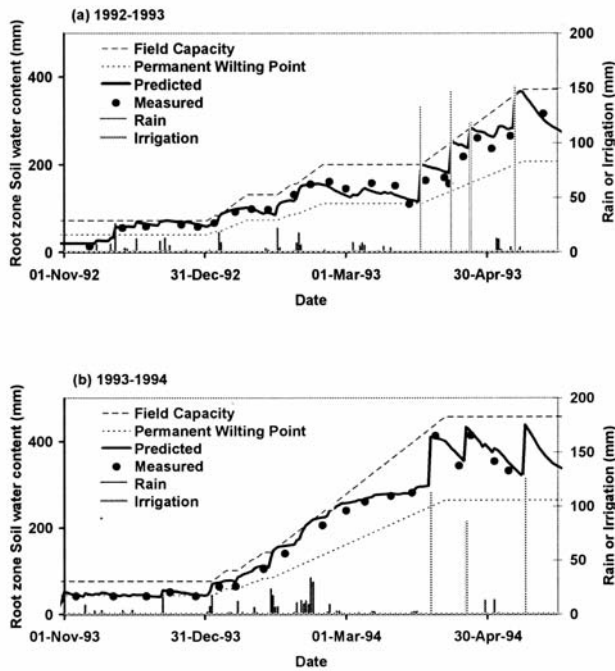 (a) 1992-1993
Root zone Soil water content (mm)
Rain or Irrigation (mm)
500
400
200
0
200
150
100
50
0
Field Capacity
Permanent Wilting Point
Predicted
Measured
Rain
Irrigation
01-Nov-92 31-Dec-92 01-Mar-93 30-Apr-93
Date
(b) 1993-1994
Root zone Soil water content (mm)
Rain or Irrigation (mm)
400
200
0
200
150
100
50
0
Field Capacity
Permanent Wilting Point
Predicted
Measured
Rain
Irrigation
01-Nov-93 31-Dec-93 01-Mar-94 30-Apr-94
Date